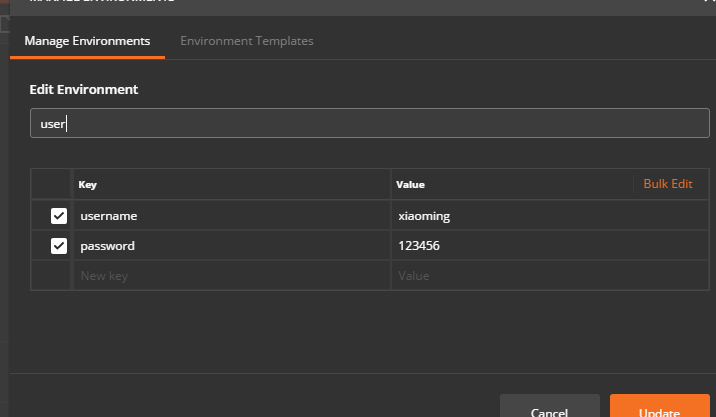 Manage Environments Environment Templates
Edit Environment
user
Key Value Bulk Edit
username xiaoming
password 123456
New key Value
Cancel Update